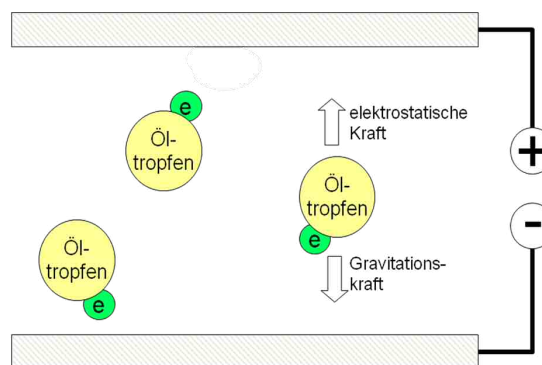 e
Öl-
tropfen
elektrostatische
Kraft
+
Öl-
tropfen
e
-
Öl-
tropfen
e
Gravitations-
kraft